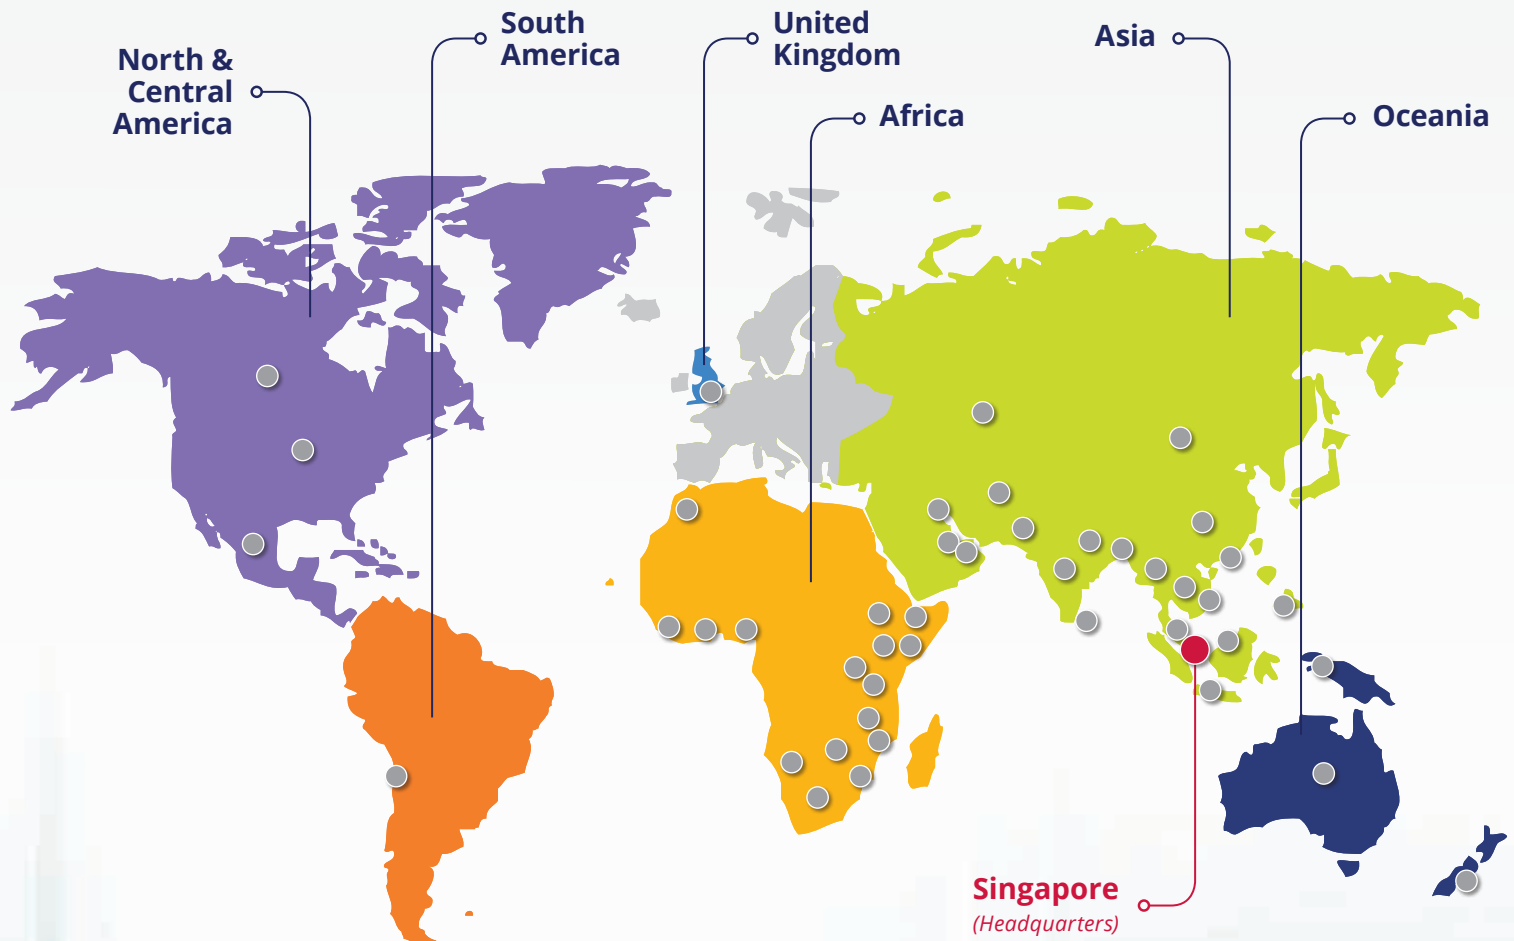 North &
Central
America
South
America
United
Kingdom
Africa
Asia
Oceania
Singapore
(Headquarters)